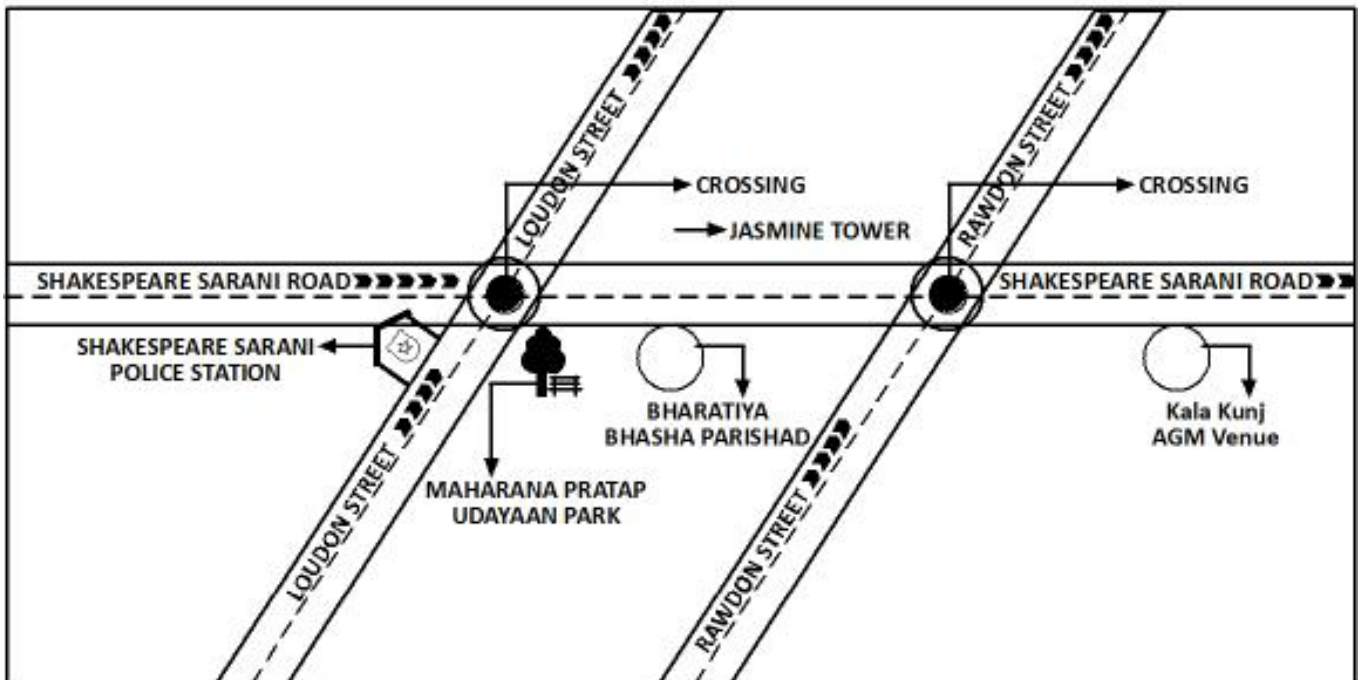 LOUDON STREET
RAWDON STREET
CROSSING
CROSSING
JASMINE TOWER
SHAKESPEARE SARANI ROAD
SHAKESPEARE SARANI ROAD
SHAKESPEARE SARANI
POLICE STATION
BHARATIYA
BHASHA PARISHAD
Kala Kunj
AGM Venue
MAHARANA PRATAP
UDAYAAN PARK
LOUDON STREET
RAWDON STREET